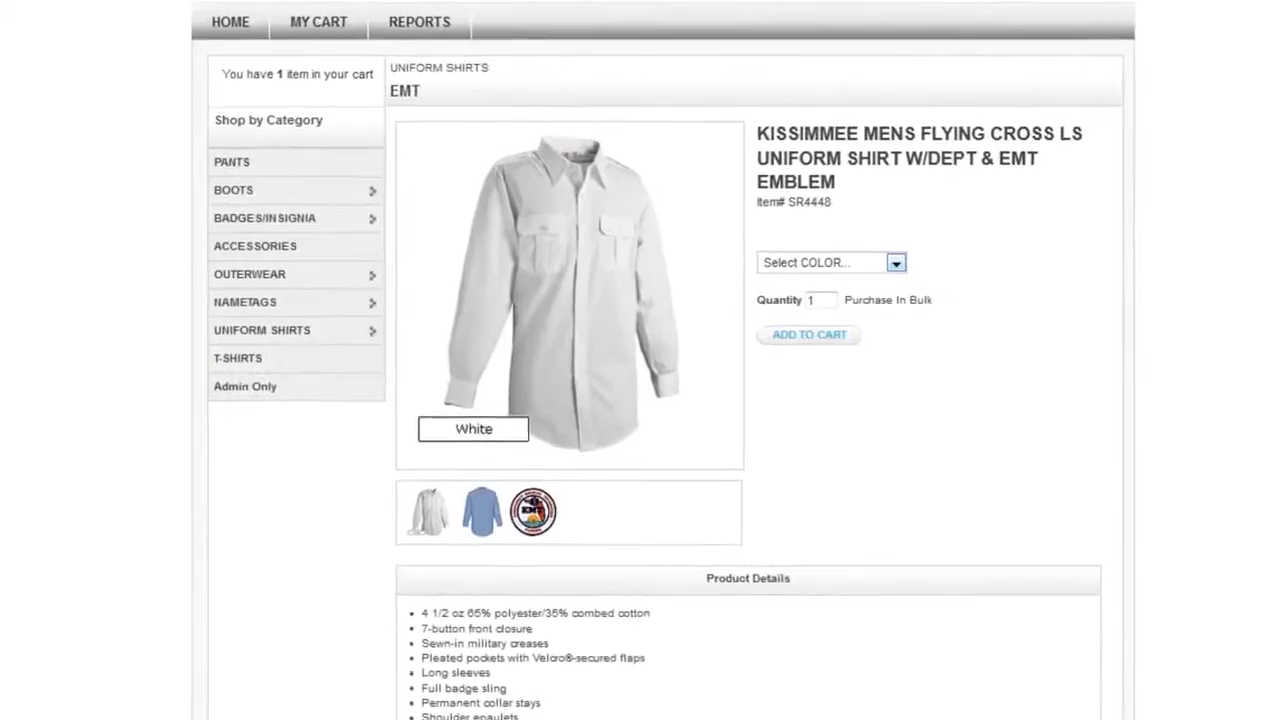 HOME
MY CART
REPORTS
You have 1 item in your cart
Shop by Category
PANTS
BOOTS
BADGES/INSIGNIA
ACCESSORIES
OUTERWEAR
NAMETAGS
UNIFORM SHIRTS
T-SHIRTS
Admin Only
UNIFORM SHIRTS
EMT
White
EMT
KISSIMMEE MENS FLYING CROSS LS
UNIFORM SHIRT W/DEPT & EMT
EMBLEM
Item# SR4448
Select COLOR...
Quantity 1 Purchase In Bulk
ADD TO CART
Product Details
• 4 1/2 oz 65% polyester/35% combed cotton
• 7-button front closure
• Sewn-in military creases
• Pleated pockets with Velcro®-secured flaps
• Long sleeves
• Full badge sling
• Permanent collar stays
• Shoulder epaulets